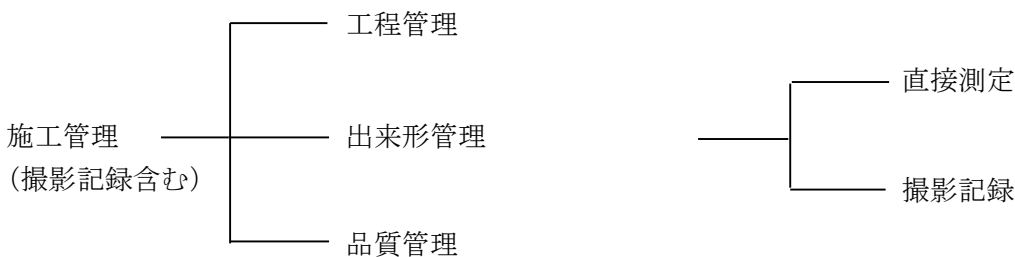 工程管理
直接測定
施工管理
出来形管理
（撮影記録含む）
撮影記録
品質管理